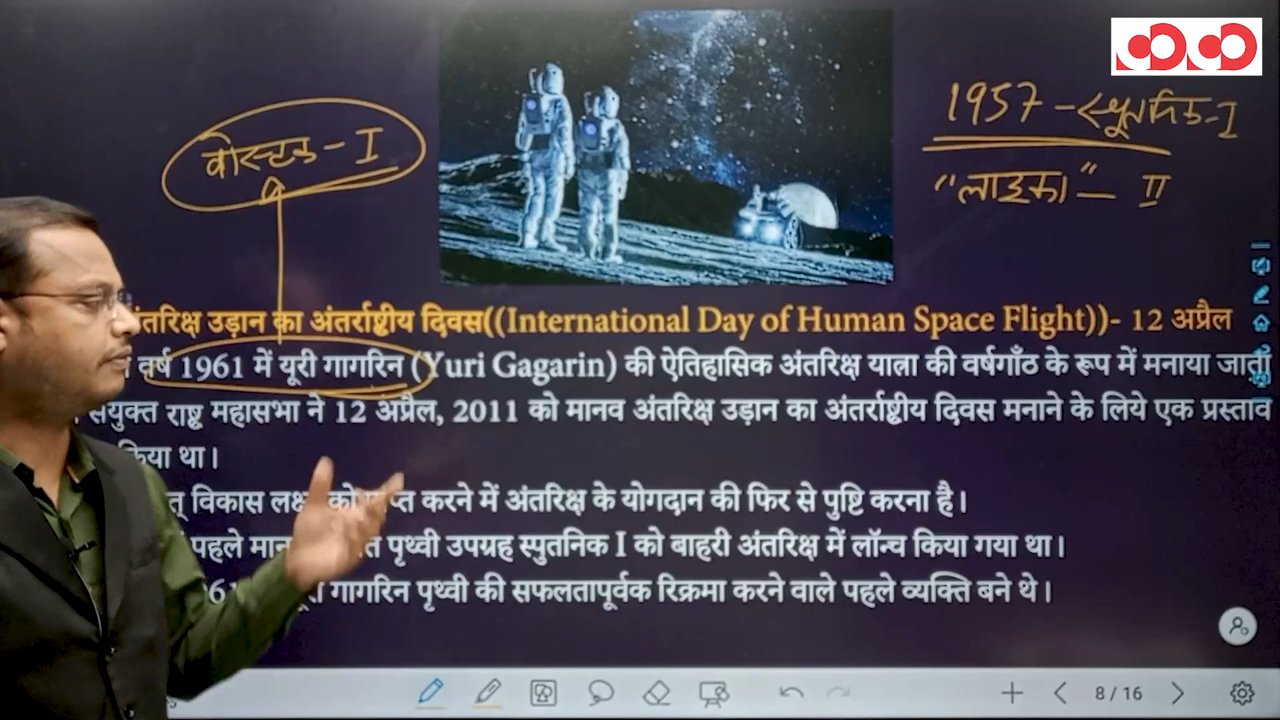 1957 - स्पूतनिक-I
वोस्टक - I
"लाइका" - II
अंतरिक्ष उड़ान का अंतर्राष्ट्रीय दिवस((International Day of Human Space Flight))- 12 अप्रैल
वर्ष 1961 में यूरी गागरिन (Yuri Gagarin) की ऐतिहासिक अंतरिक्ष यात्रा की वर्षगाँठ के रूप में मनाया जाता
संयुक्त राष्ट्र महासभा ने 12 अप्रैल, 2011 को मानव अंतरिक्ष उड़ान का अंतर्राष्ट्रीय दिवस मनाने के लिये एक प्रस्ताव
किया था।
विकास को करने में अंतरिक्ष के योगदान की फिर से पुष्टि करना है।
पहले पृथ्वी उपग्रह स्पुतनिक I को बाहरी अंतरिक्ष में लॉन्च किया गया था।
गागरिन पृथ्वी की सफलतापूर्वक रिक्रमा करने वाले पहले व्यक्ति बने थे।
8 / 16